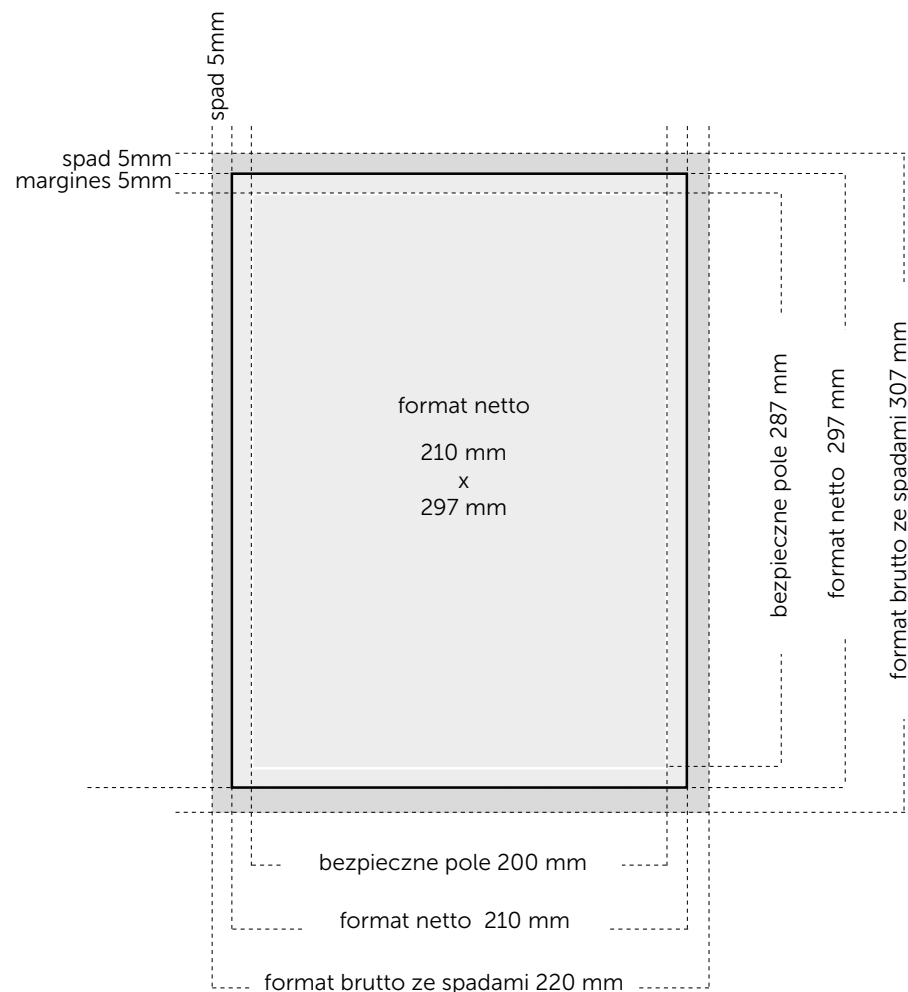 spad 5mm
spad 5mm
margines 5mm
format netto
210 mm
x
297 mm
bezpieczne pole 287 mm
format netto  297 mm
format brutto ze spadami 307 mm
bezpieczne pole 200 mm
format netto  210 mm
format brutto ze spadami 220 mm